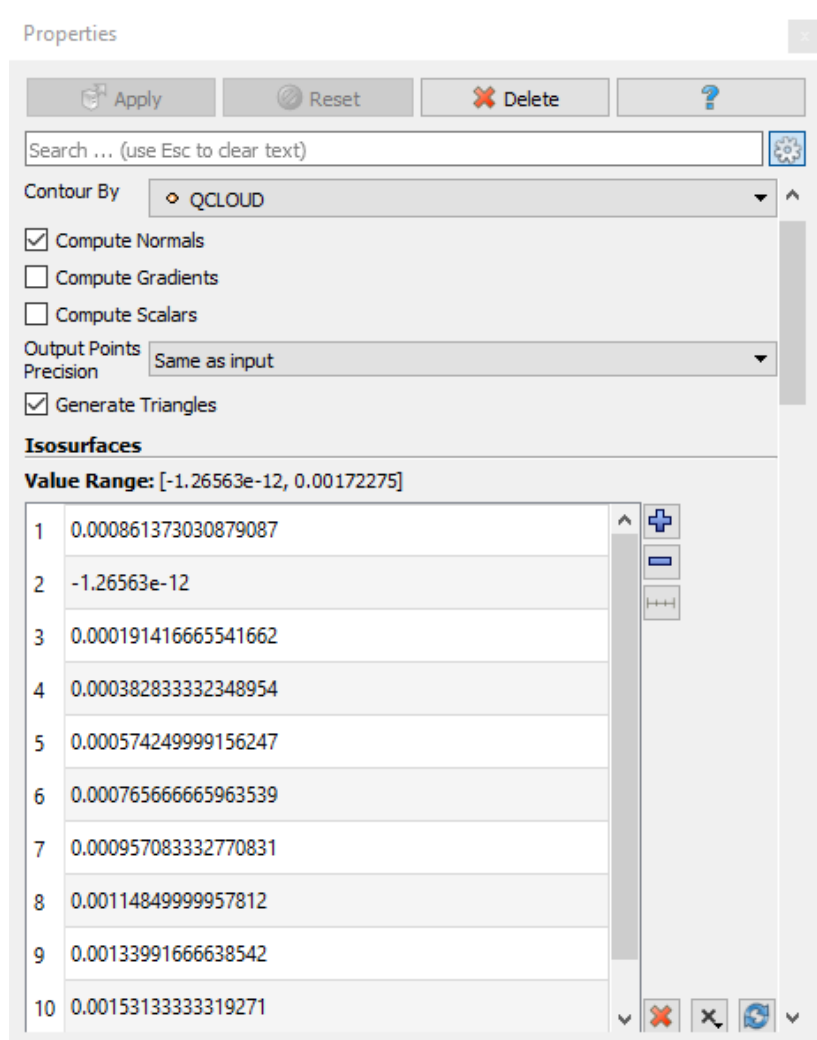 Properties
x
Apply Reset Delete ?
Search ... (use Esc to clear text)
Contour By QCLOUD
Compute Normals
Compute Gradients
Compute Scalars
Output Points Precision Same as input
Generate Triangles
Isosurfaces
Value Range: [-1.26563e-12, 0.00172275]
1 0.000861373030879087
2 -1.26563e-12
3 0.000191416665541662
4 0.000382833332348954
5 0.000574249999156247
6 0.000765666665963539
7 0.000957083332770831
8 0.00114849999957812
9 0.00133991666638542
10 0.00153133333319271